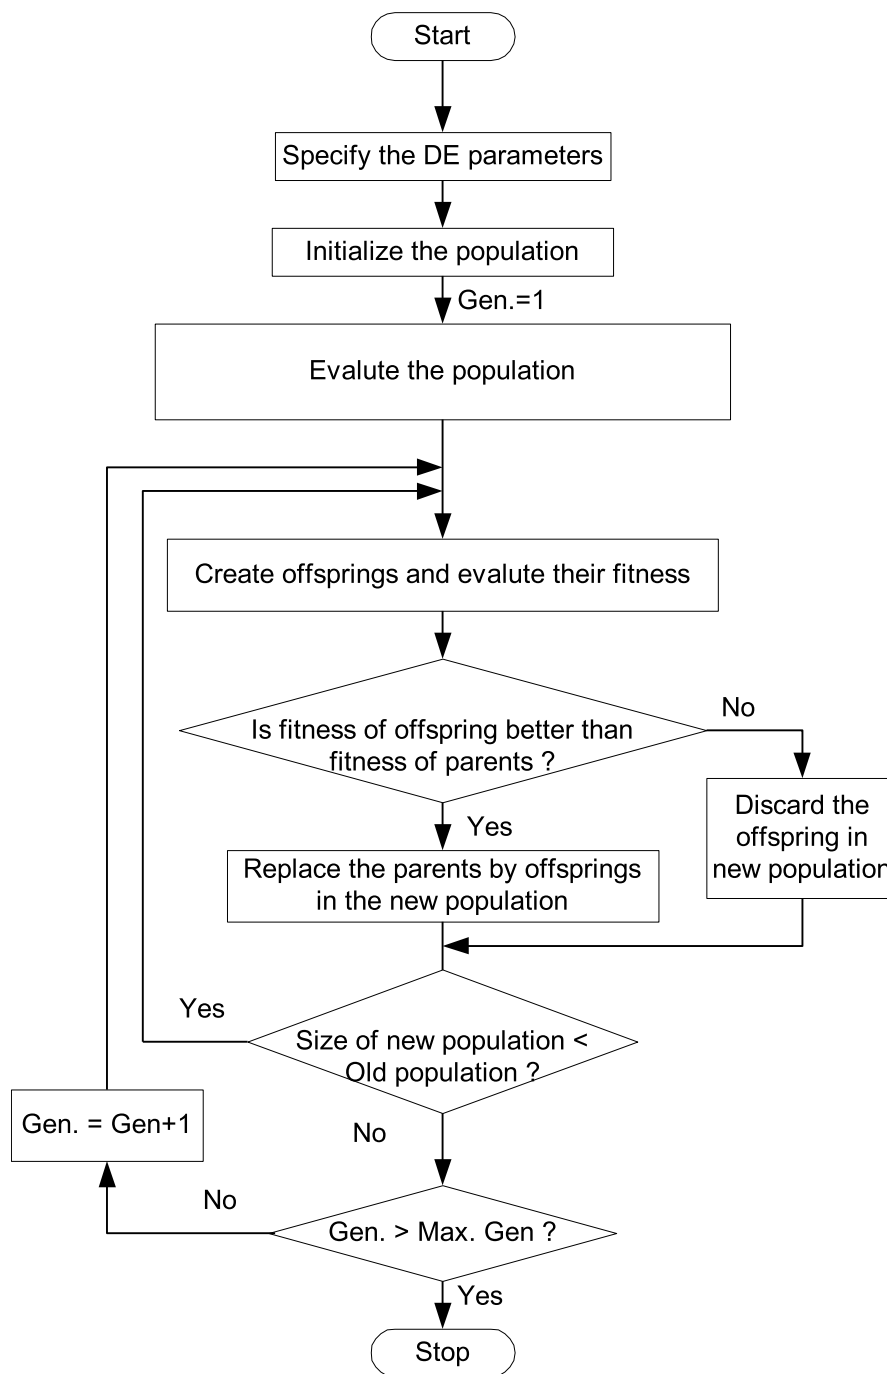 Start
Specify the DE parameters
Initialize the population
Gen.=1
Evalute the population
Create offsprings and evalute their fitness
Is fitness of offspring better than
fitness of parents ?
No
Yes
Discard the
offspring in
new population
Replace the parents by offsprings
in the new population
Yes
Size of new population <
Old population ?
Gen. = Gen+1
No
No
Gen. > Max. Gen ?
Yes
Stop